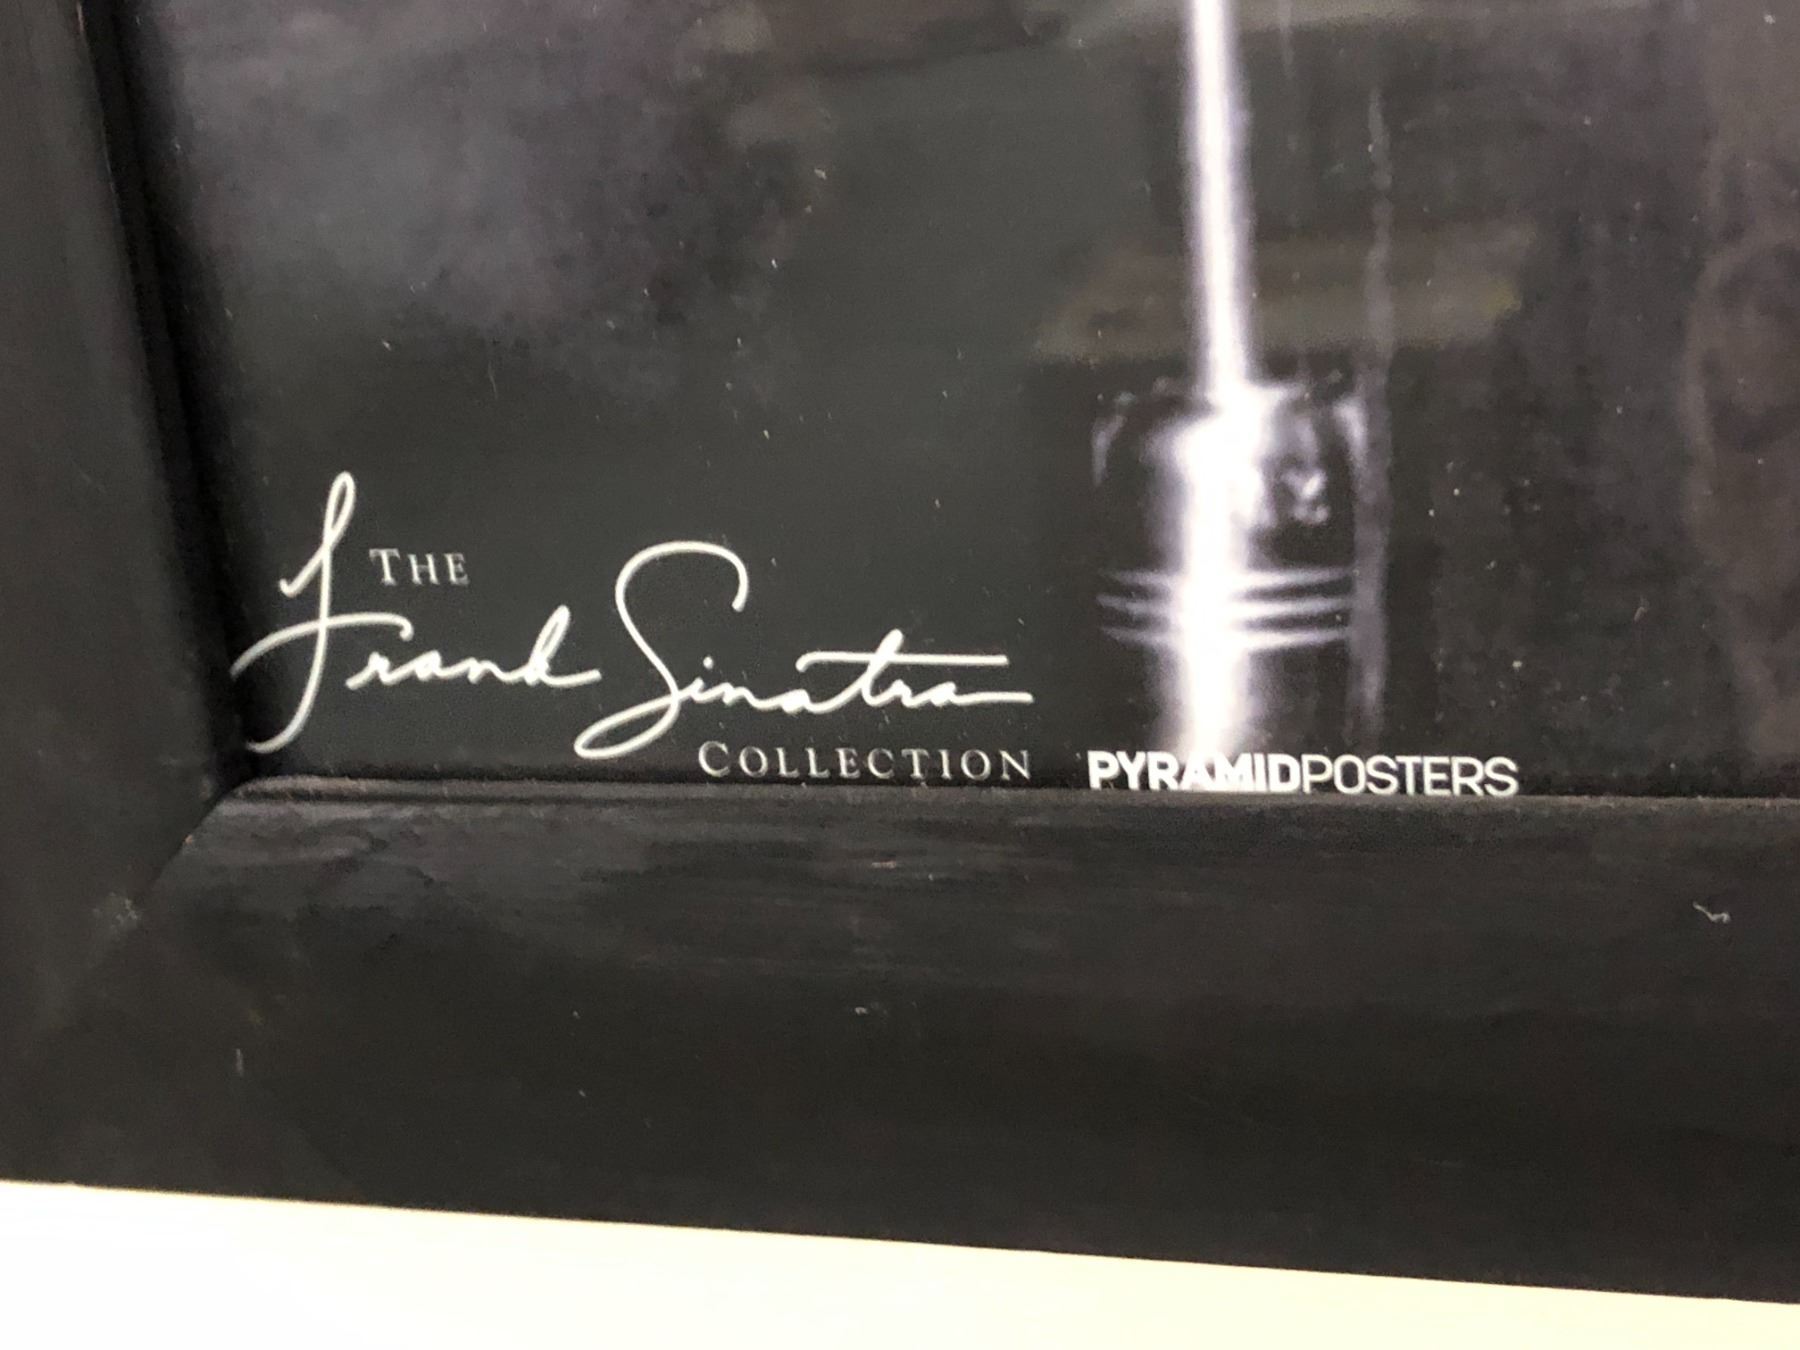 THE
Frank Sinatra
COLLECTION
PYRAMIDPOSTERS